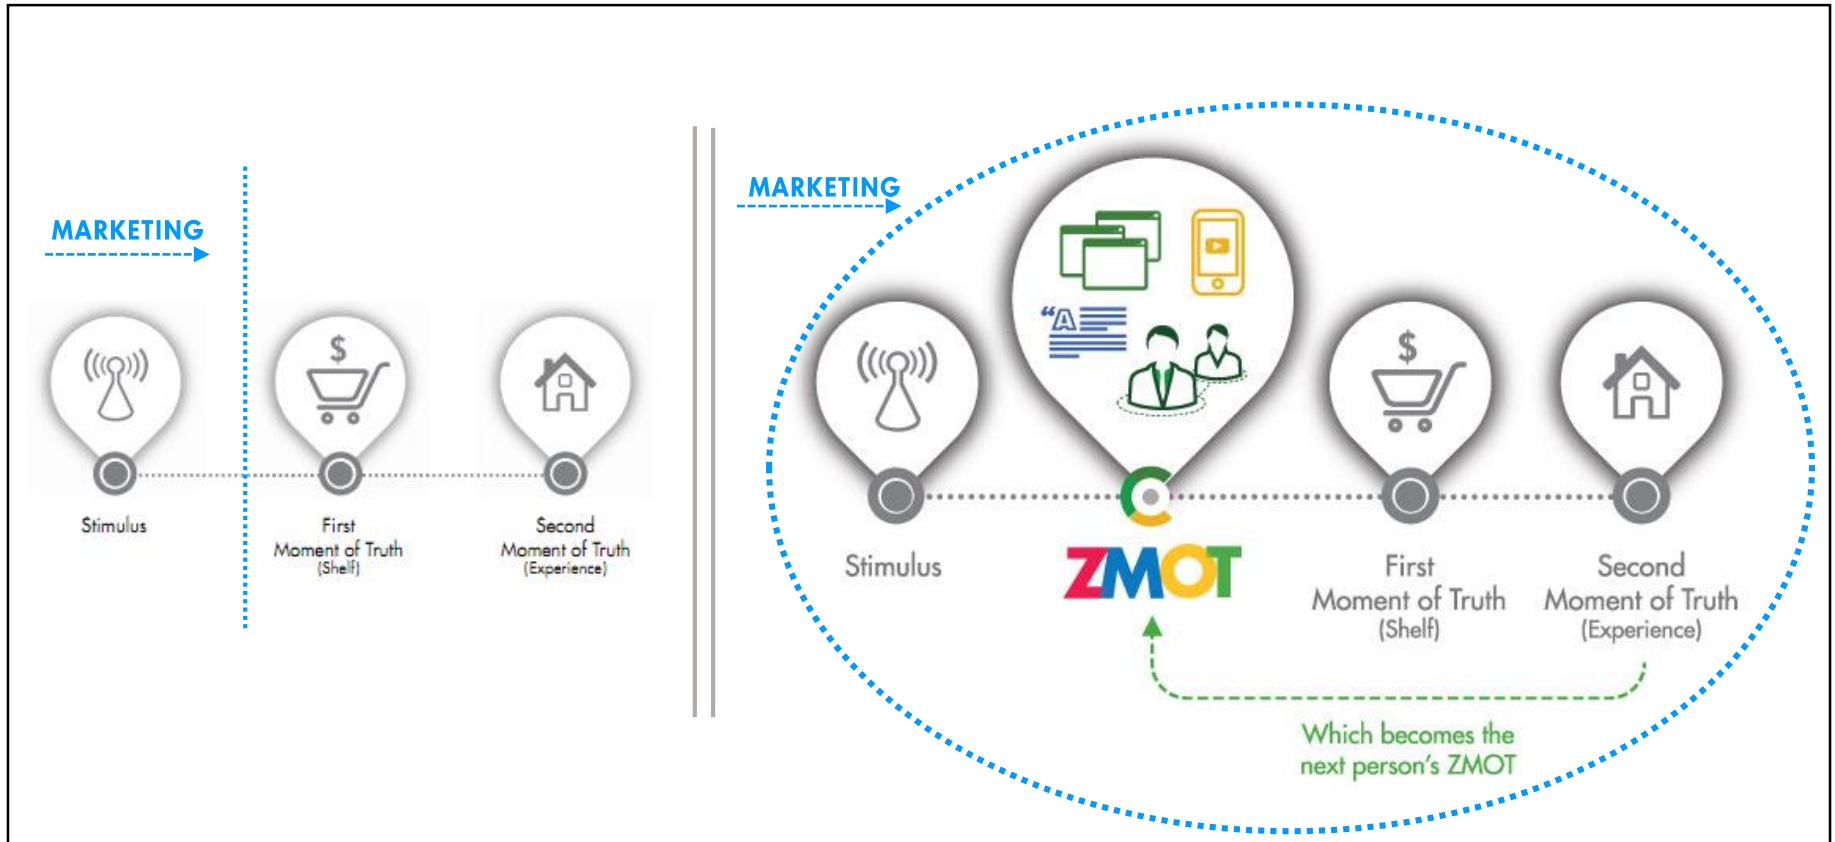 MARKETING
$
Stimulus
First
Moment of Truth
(Shelf)
Second
Moment of Truth
(Experience)
MARKETING
“A
$
Stimulus
ZMOT
First
Moment of Truth
(Shelf)
Second
Moment of Truth
(Experience)
Which becomes the
next person's ZMOT